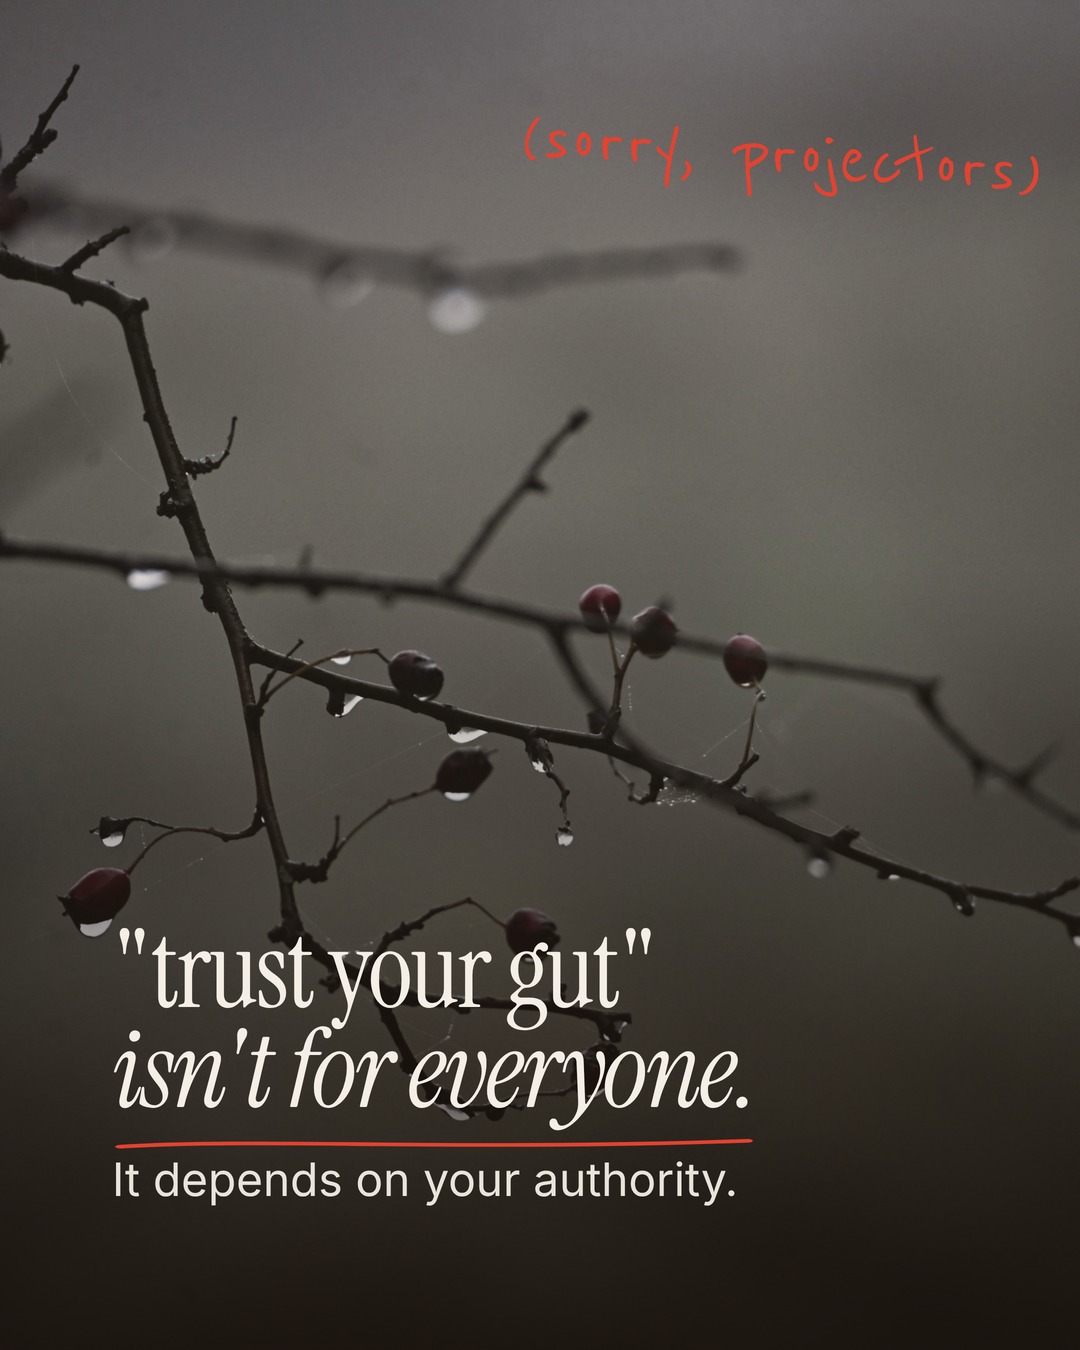 (sorry, projectors)
"trust your gut"
isn't for everyone.
It depends on your authority.